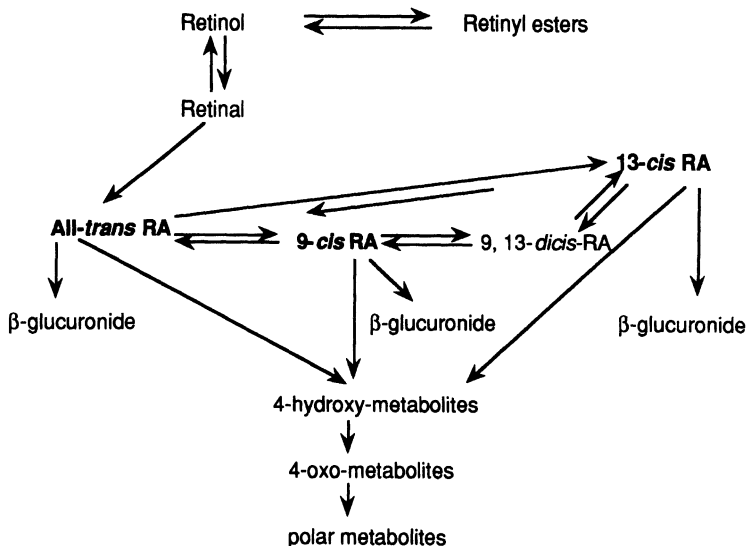 Retinol
Retinyl esters
Retinal
13-cis RA
All-trans RA
9-cis RA
9, 13-dicis-RA
β-glucuronide
β-glucuronide
β-glucuronide
4-hydroxy-metabolites
4-oxo-metabolites
polar metabolites